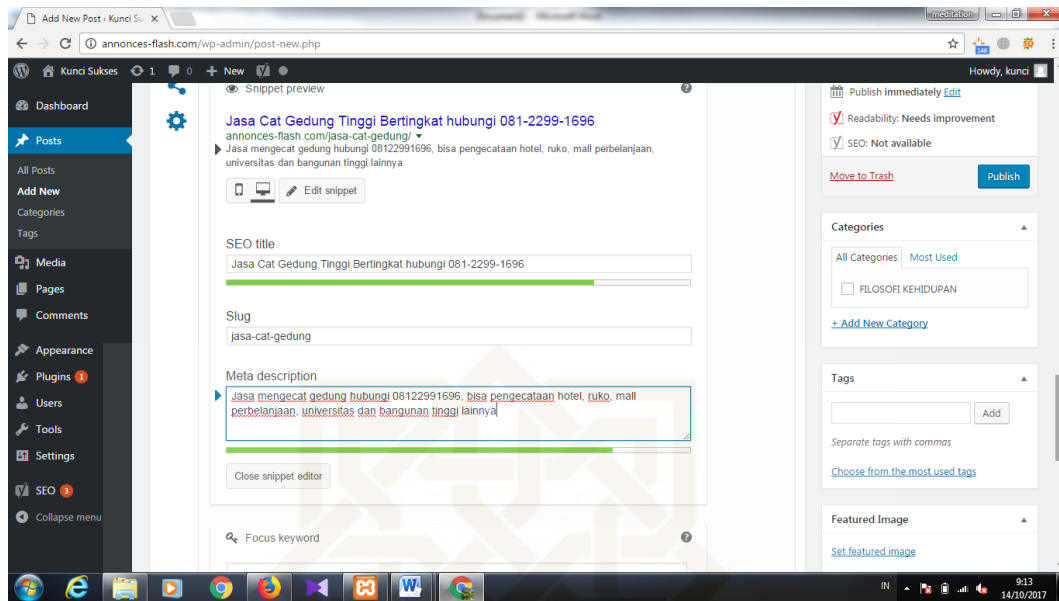 meditation
Add New Post ‹ Kunci Su
annonces-flash.com/wp-admin/post-new.php
146
Kunci Sukses 1 0 + New
Howdy, kunci
Dashboard
Posts
All Posts
Add New
Categories
Tags
Media
Pages
Comments
Appearance
Plugins 1
Users
Tools
Settings
SEO 3
Collapse menu
Snippet preview
Jasa Cat Gedung Tinggi Bertingkat hubungi 081-2299-1696
annonces-flash.com/jasa-cat-gedung/
Jasa mengecat gedung hubungi 08122991696, bisa pengecataan hotel, ruko, mall perbelanjaan,
universitas dan bangunan tinggi lainnya
Edit snippet
SEO title
Jasa Cat Gedung Tinggi Bertingkat hubungi 081-2299-1696
Slug
jasa-cat-gedung
Meta description
Jasa mengecat gedung hubungi 08122991696, bisa pengecataan hotel, ruko, mall
perbelanjaan, universitas dan bangunan tinggi lainnya
Close snippet editor
Focus keyword
Publish immediately Edit
Readability: Needs improvement
SEO: Not available
Move to Trash
Publish
Categories
All Categories Most Used
FILOSOFI KEHIDUPAN
+ Add New Category
Tags
Add
Separate tags with commas
Choose from the most used tags
Featured Image
Set featured image
IN
9:13
14/10/2017